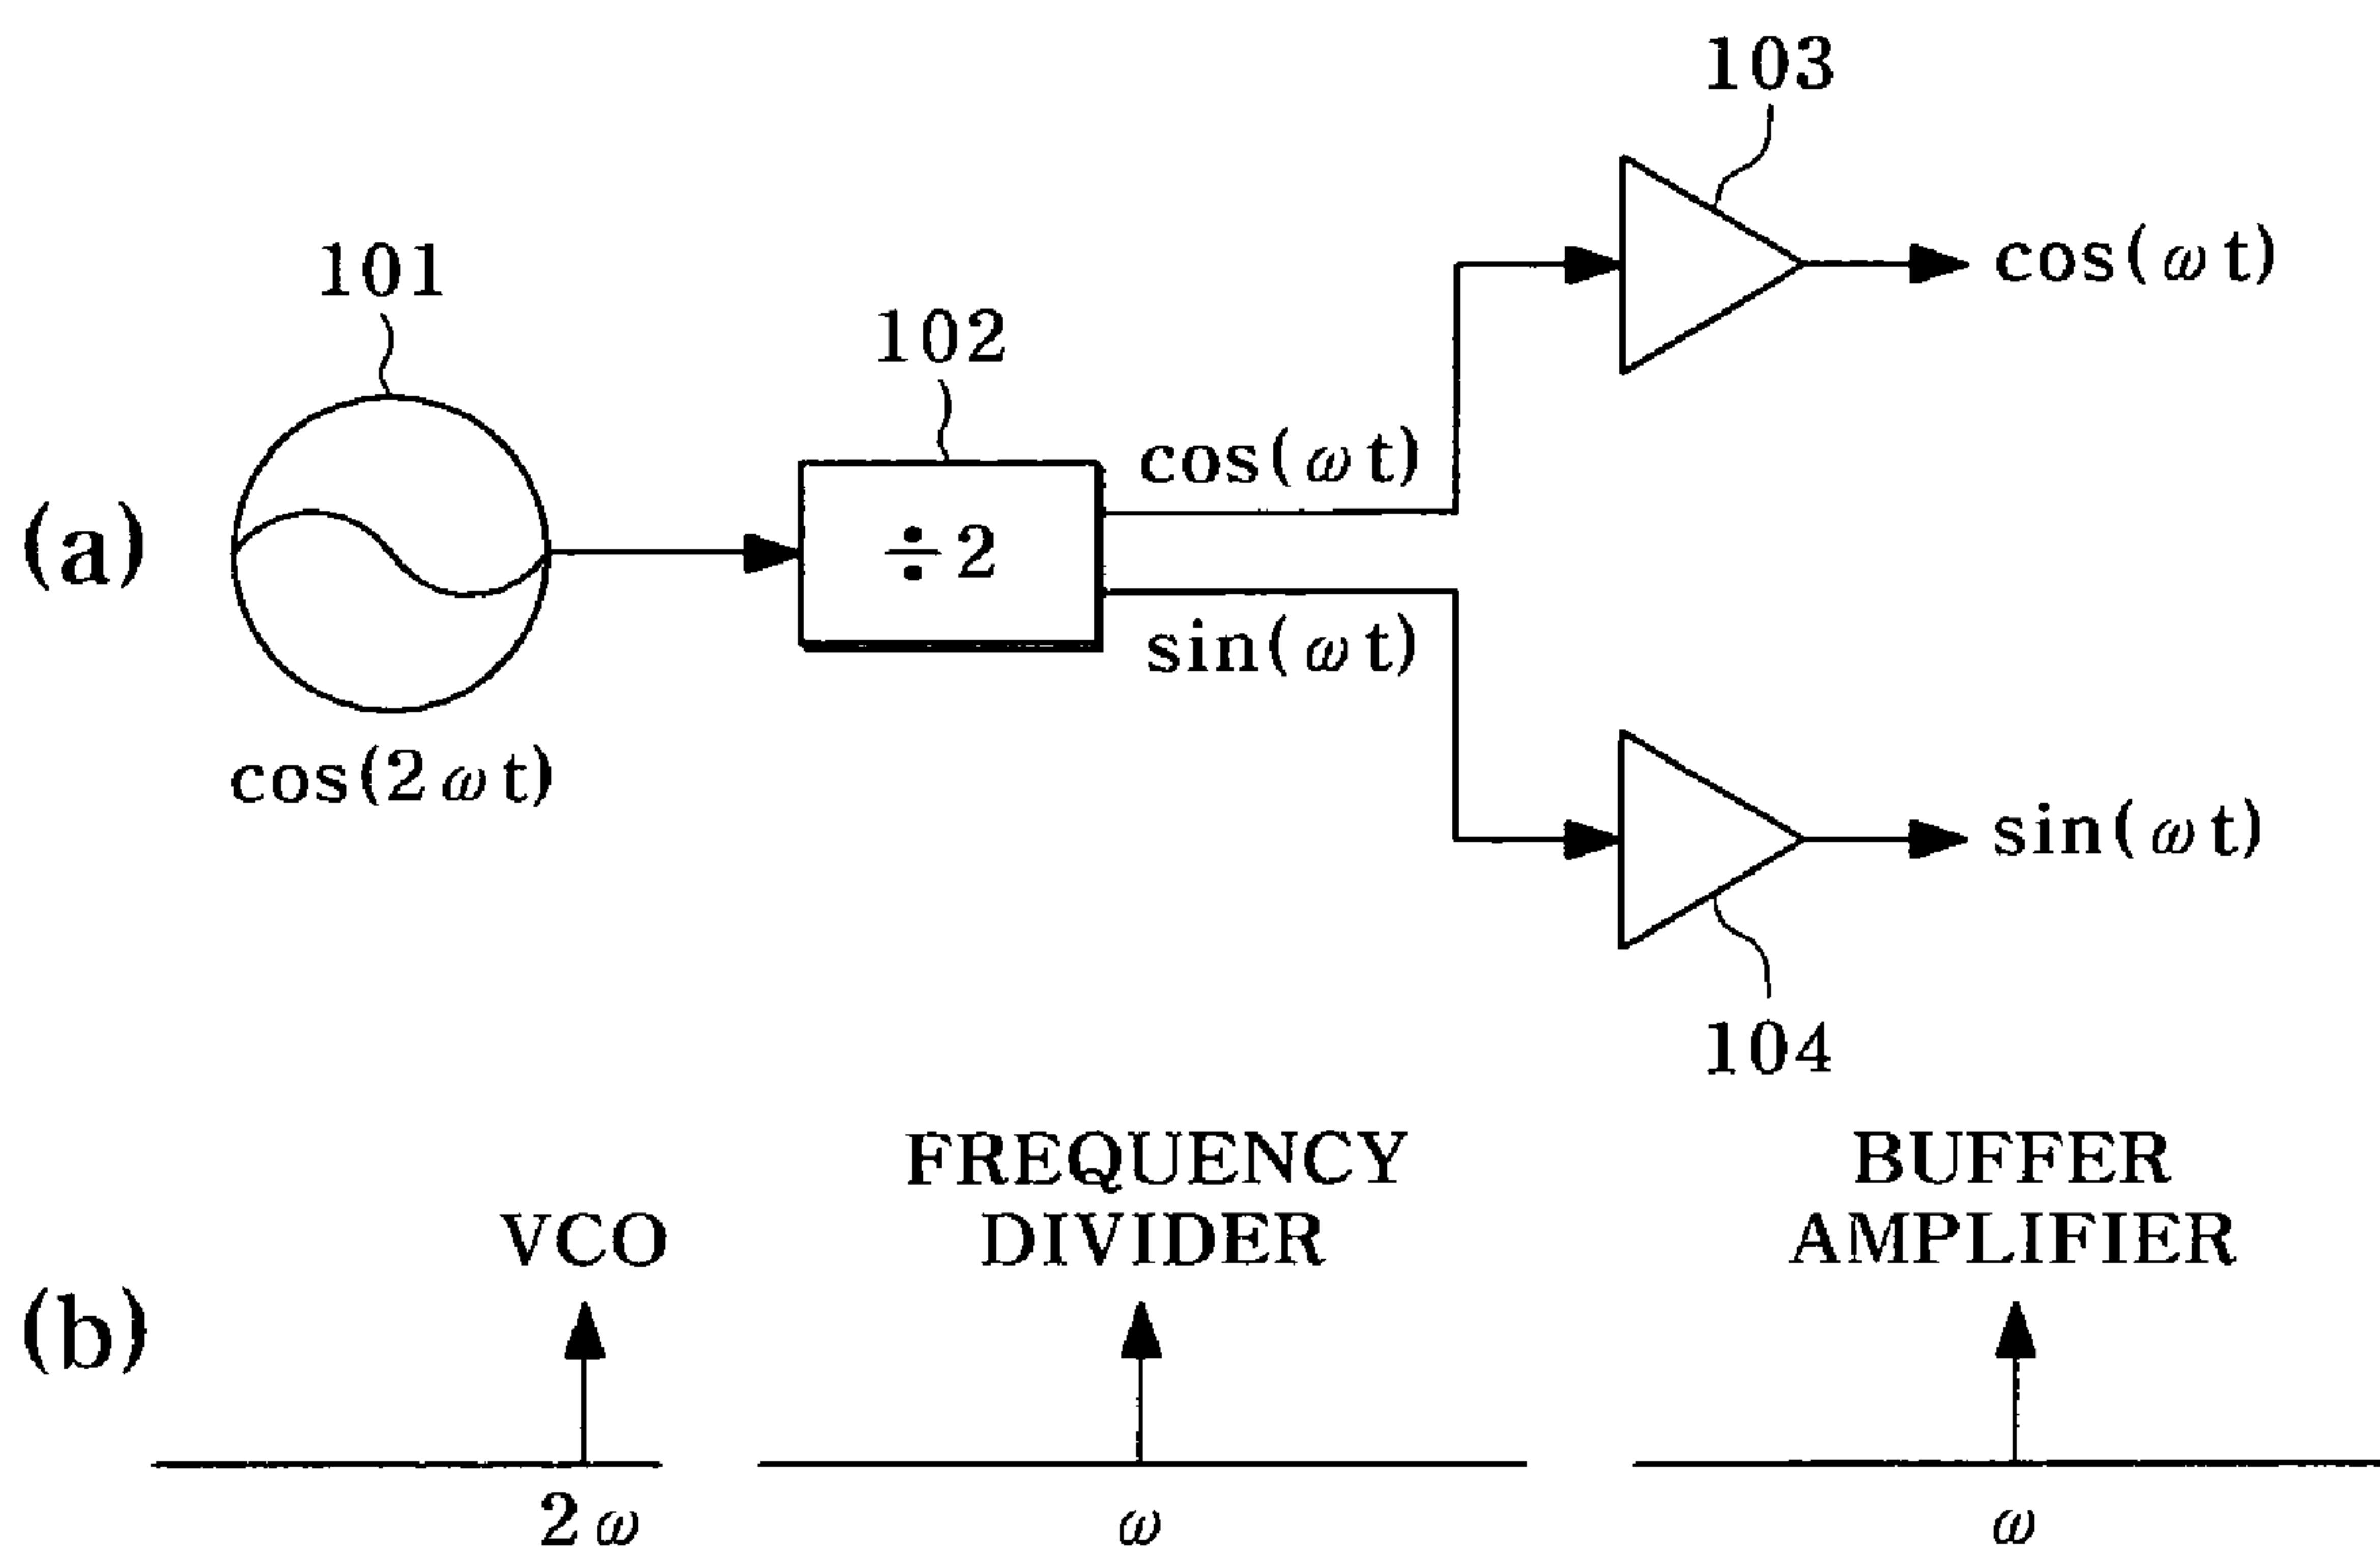 103
101
cos(ωt)
102
cos(ωt)
(a)
÷2
sin(ωt)
cos(2ωt)
sin(ωt)
104
FREQUENCY
DIVIDER
BUFFER
AMPLIFIER
VCO
(b)
2ω
ω
ω